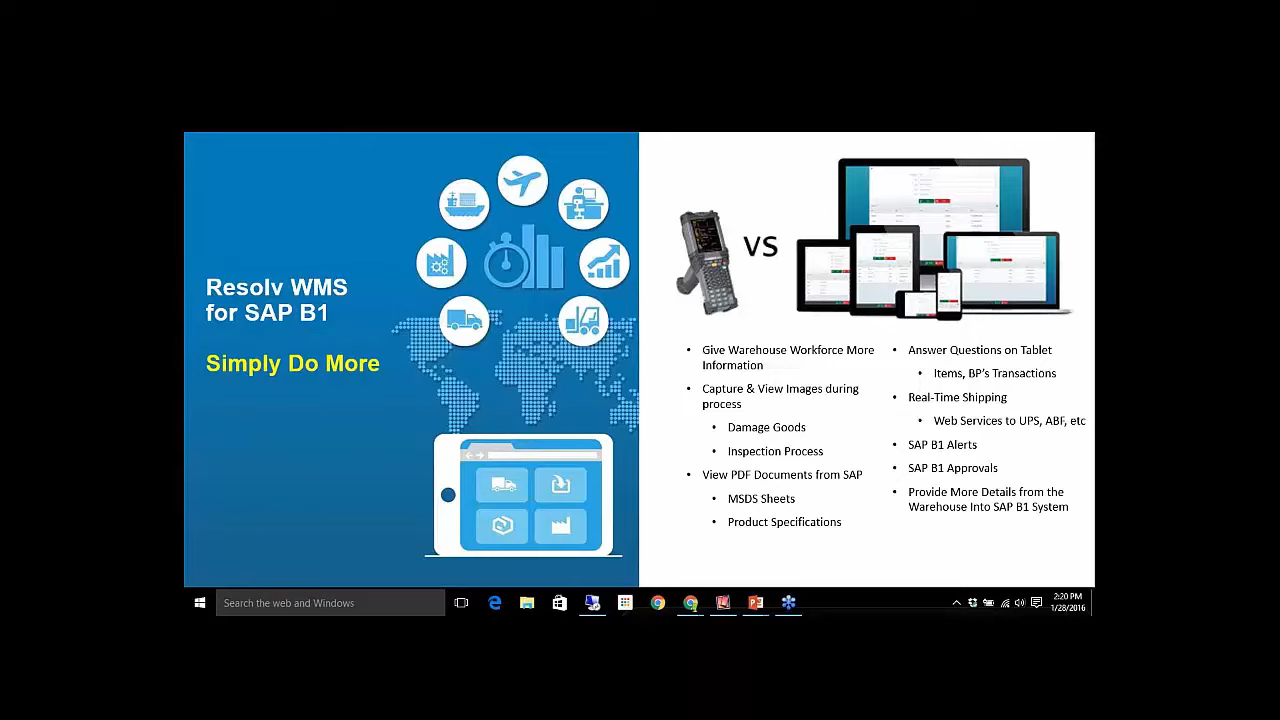 Resolv WMS
for SAP B1
Simply Do More
VS
• Give Warehouse Workforce More
Information
• Capture & View Images during
process
• Damage Goods
• Inspection Process
• View PDF Documents from SAP
• MSDS Sheets
• Product Specifications
• Answer Questions on Tablet
• Items, BP's Transactions
• Real-Time Shipping
• Web Services to UPS, ABF, etc
• SAP B1 Alerts
• SAP B1 Approvals
• Provide More Details from the
Warehouse Into SAP B1 System
Search the web and Windows
2:20 PM
1/28/2016